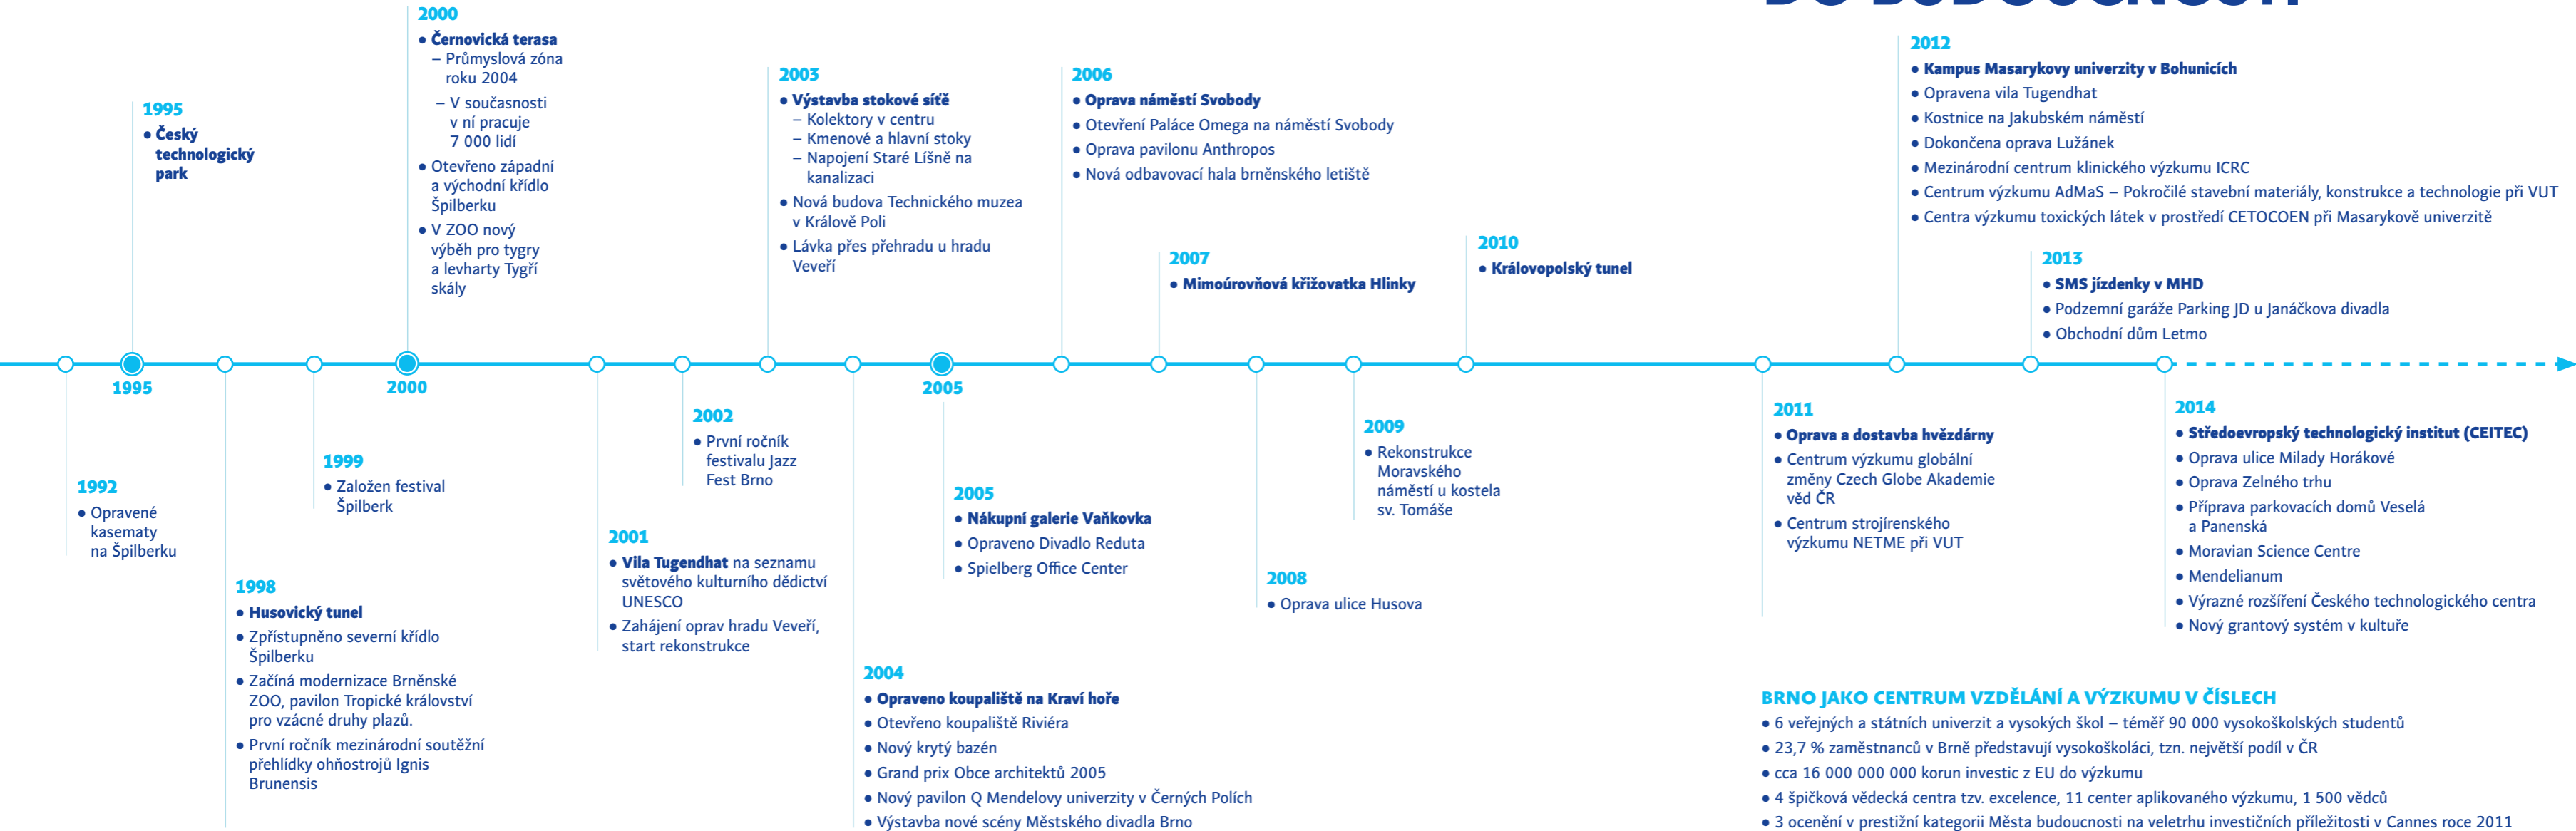 2000
● Černovická terasa
– Průmyslová zóna
roku 2004
– V současnosti
v ní pracuje
7 000 lidí
● Otevřeno západní
a východní křídlo
Špilberku
● V ZOO nový
výběh pro tygry
a levharty Tygří
skály
1995
● Český
technologický
park
2003
● Výstavba stokové síťě
– Kolektory v centru
– Kmenové a hlavní stoky
– Napojení Staré Líšně na
kanalizaci
● Nová budova Technického muzea
v Králově Poli
● Lávka přes přehradu u hradu
Veveří
2006
● Oprava náměstí Svobody
● Otevření Paláce Omega na náměstí Svobody
● Oprava pavilonu Anthropos
● Nová odbavovací hala brněnského letiště
2007
● Mimoúrovňová křižovatka Hlinky
2010
● Královopolský tunel
2012
● Kampus Masarykovy univerzity v Bohunicích
● Opravena vila Tugendhat
● Kostnice na Jakubském náměstí
● Dokončena oprava Lužánek
● Mezinárodní centrum klinického výzkumu ICRC
● Centrum výzkumu AdMaS – Pokročilé stavební materiály, konstrukce a technologie při VUT
● Centra výzkumu toxických látek v prostředí CETOCOEN při Masarykově univerzitě
2013
● SMS jízdenky v MHD
● Podzemní garáže Parking JD u Janáčkova divadla
● Obchodní dům Letmo
1995
2000
2005
1992
● Opravené
kasematy
na Špilberku
1998
● Husovický tunel
● Zpřístupněno severní křídlo
Špilberku
● Začíná modernizace Brněnské
ZOO, pavilon Tropické království
pro vzácné druhy plazů.
● První ročník mezinárodní soutěžní
přehlídky ohňostrojů Ignis
Brunensis
1999
● Založen festival
Špilberk
2001
● Vila Tugendhat na seznamu
světového kulturního dědictví
UNESCO
● Zahájení oprav hradu Veveří,
start rekonstrukce
2002
● První ročník
festivalu Jazz
Fest Brno
2004
● Opraveno koupaliště na Kraví hoře
● Otevřeno koupaliště Riviéra
● Nový krytý bazén
● Grand prix Obce architektů 2005
● Nový pavilon Q Mendelovy univerzity v Černých Polích
● Výstavba nové scény Městského divadla Brno
2005
● Nákupní galerie Vaňkovka
● Opraveno Divadlo Reduta
● Spielberg Office Center
2008
● Oprava ulice Husova
2009
● Rekonstrukce
Moravského
náměstí u kostela
sv. Tomáše
2011
● Oprava a dostavba hvězdárny
● Centrum výzkumu globální
změny Czech Globe Akademie
věd ČR
● Centrum strojírenského
výzkumu NETME při VUT
2014
● Středoevropský technologický institut (CEITEC)
● Oprava ulice Milady Horákové
● Oprava Zelného trhu
● Příprava parkovacích domů Veselá
a Panenská
● Moravian Science Centre
● Mendelianum
● Výrazné rozšíření Českého technologického centra
● Nový grantový systém v kultuře
BRNO JAKO CENTRUM VZDĚLÁNÍ A VÝZKUMU V ČÍSLECH
● 6 veřejných a státních univerzit a vysokých škol – téměř 90 000 vysokoškolských studentů
● 23,7 % zaměstnanců v Brně představují vysokoškoláci, tzn. největší podíl v ČR
● cca 16 000 000 000 korun investic z EU do výzkumu
● 4 špičková vědecká centra tzv. excelence, 11 center aplikovaného výzkumu, 1 500 vědců
● 3 ocenění v prestižní kategorii Města budoucnosti na veletrhu investičních příležitosti v Cannes roce 2011